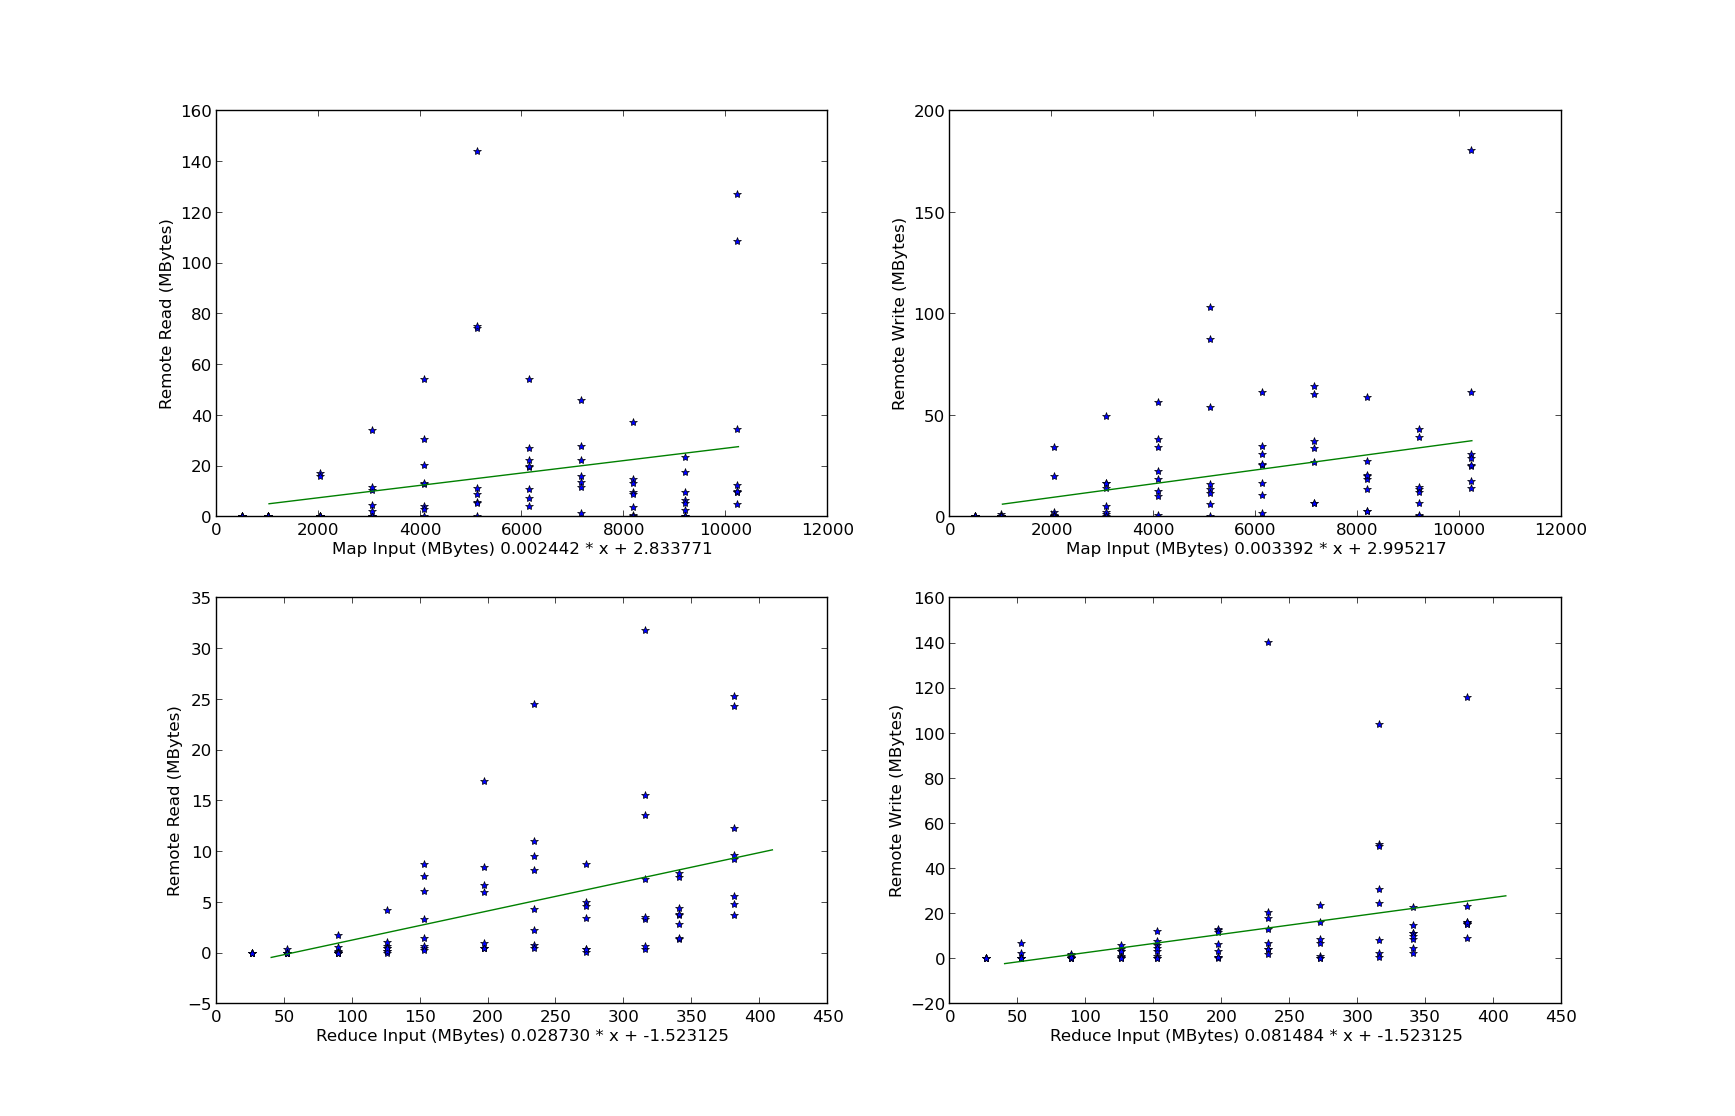 160
140
120
100
80
60
40
20
0
Remote Read (MBytes)
0 2000 4000 6000 8000 10000 12000
Map Input (MBytes) 0.002442 * x + 2.833771
200
150
100
50
0
Remote Write (MBytes)
0 2000 4000 6000 8000 10000 12000
Map Input (MBytes) 0.003392 * x + 2.995217
35
30
25
20
15
10
5
0
−5
Remote Read (MBytes)
0 50 100 150 200 250 300 350 400 450
Reduce Input (MBytes) 0.028730 * x + -1.523125
160
140
120
100
80
60
40
20
0
−20
Remote Write (MBytes)
0 50 100 150 200 250 300 350 400 450
Reduce Input (MBytes) 0.081484 * x + -1.523125